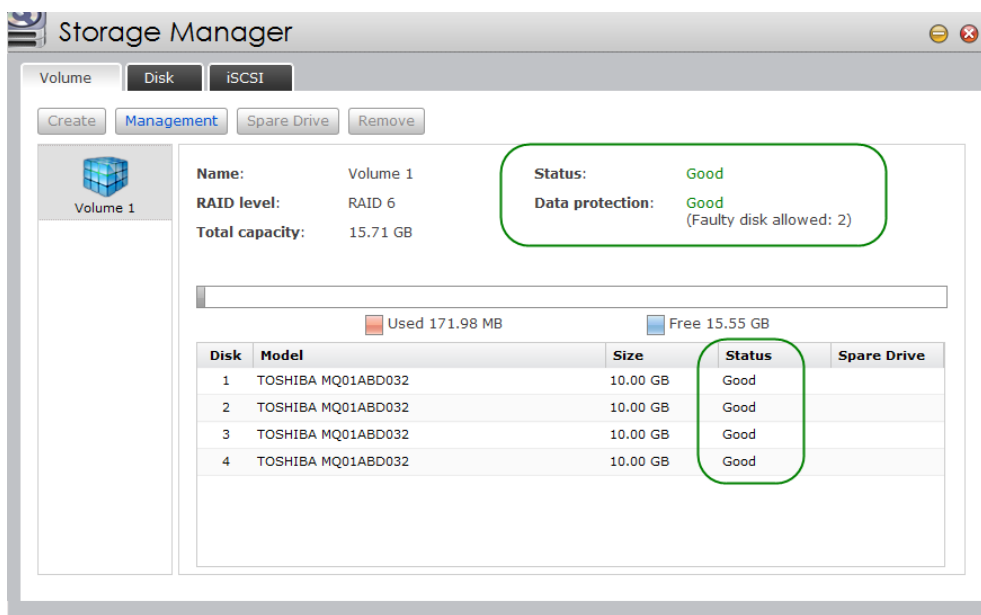 Storage Manager
Volume Disk iSCSI
Create Management Spare Drive Remove
Volume 1
Name: Volume 1 Status: Good
RAID level: RAID 6 Data protection: Good
(Faulty disk allowed: 2)
Total capacity: 15.71 GB
Used 171.98 MB Free 15.55 GB
Disk Model Size Status Spare Drive
1 TOSHIBA MQ01ABD032 10.00 GB Good
2 TOSHIBA MQ01ABD032 10.00 GB Good
3 TOSHIBA MQ01ABD032 10.00 GB Good
4 TOSHIBA MQ01ABD032 10.00 GB Good